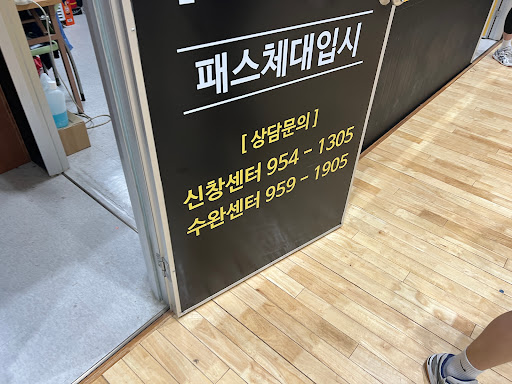 패스체대입시
[ 상담문의 ]
신창센터 954 - 1305
수완센터 959 - 1905